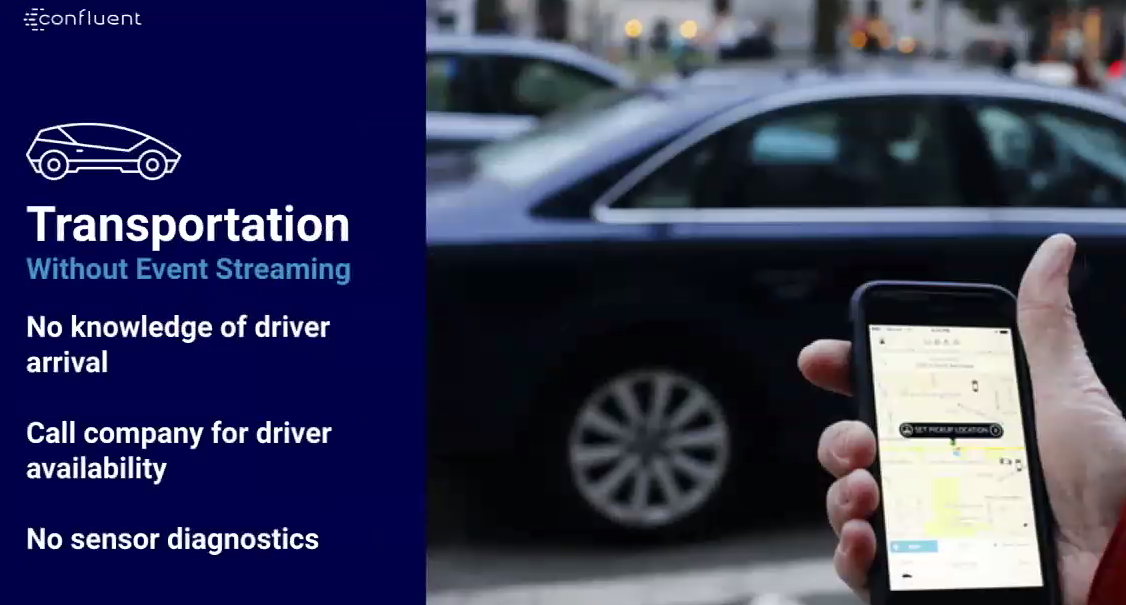 confluent
Transportation
Without Event Streaming
No knowledge of driver
arrival
Call company for driver
availability
No sensor diagnostics
SET PICKUP LOCATION